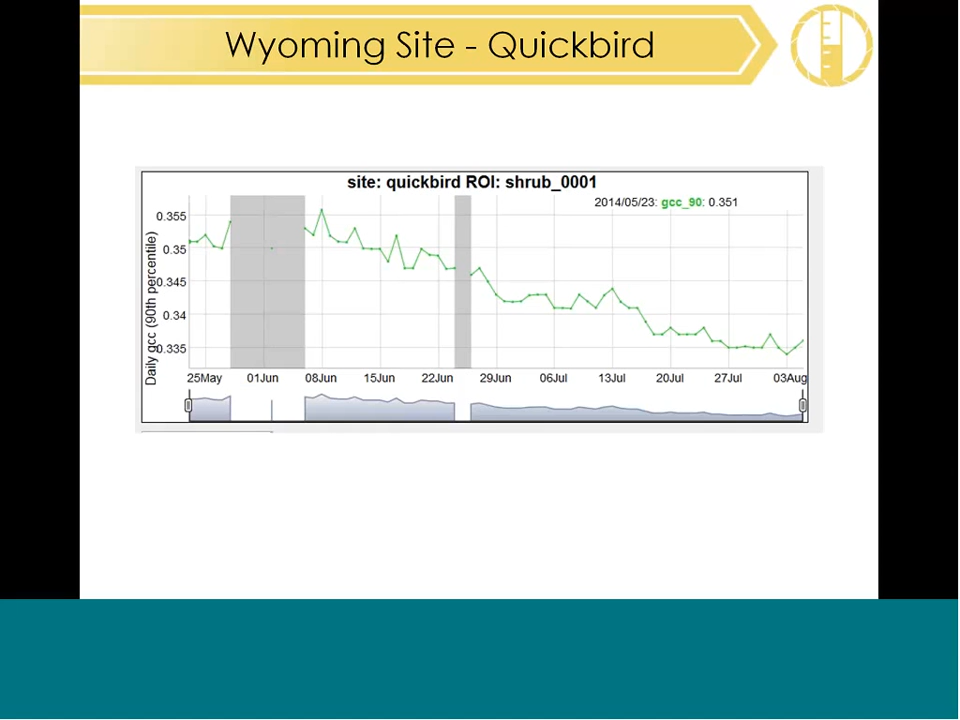 Wyoming Site - Quickbird
site: quickbird ROI: shrub_0001
2014/05/23: gcc_90: 0.351
Daily gcc (90th percentile)
0.355
0.35
0.345
0.34
0.335
25May 01Jun 08Jun 15Jun 22Jun 29Jun 06Jul 13Jul 20Jul 27Jul 03Aug